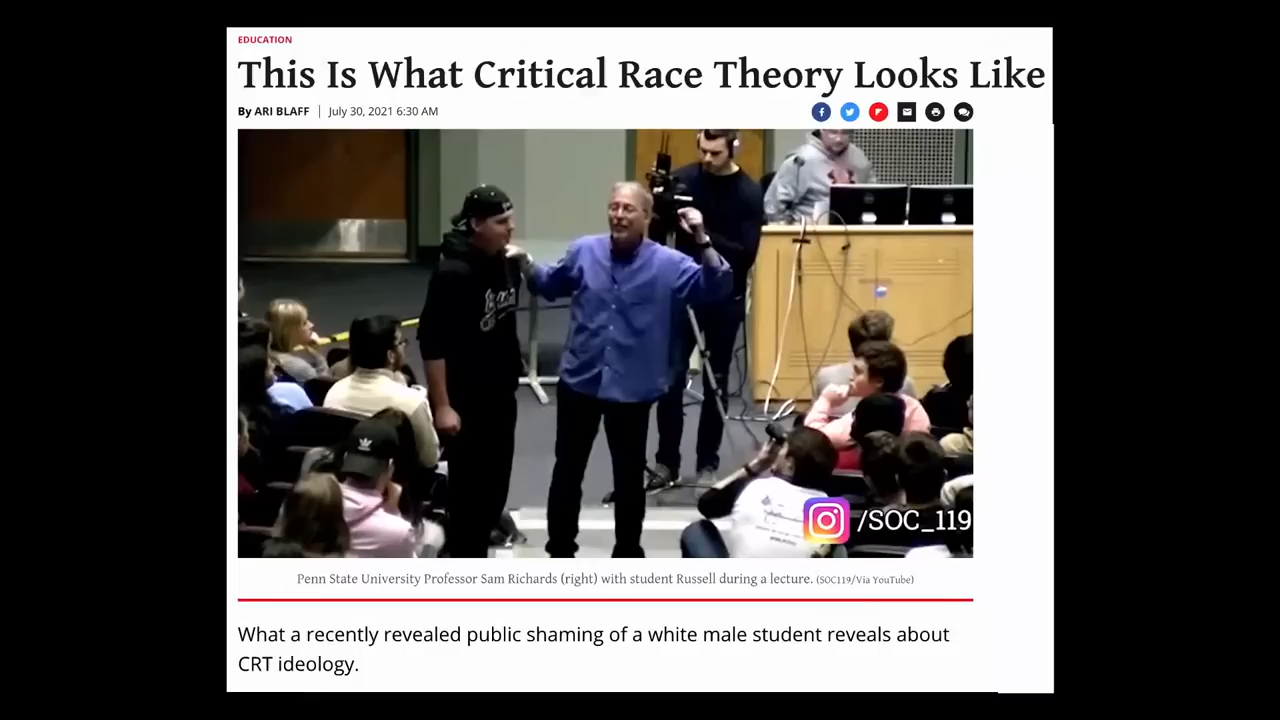 EDUCATION
This Is What Critical Race Theory Looks Like
By ARI BLAFF | July 30, 2021 6:30 AM
/SOC_119
Penn State University Professor Sam Richards (right) with student Russell during a lecture. (SOC119/Via YouTube)
What a recently revealed public shaming of a white male student reveals about
CRT ideology.